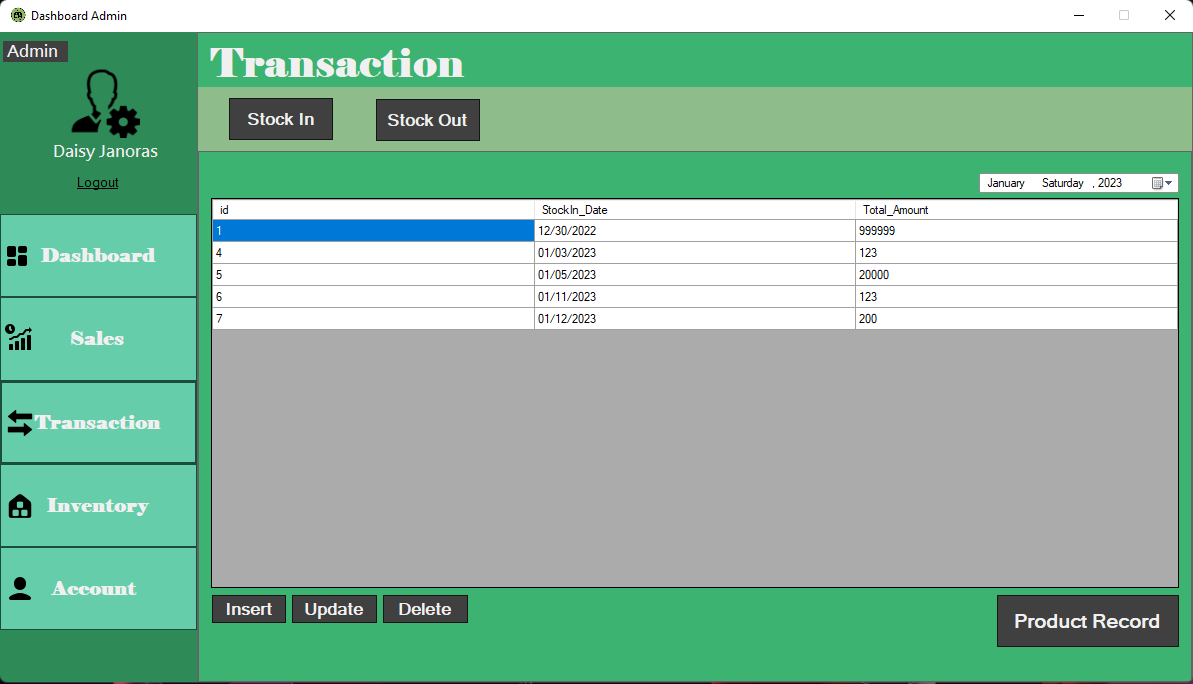 Dashboard Admin
Admin
Daisy Janoras
Logout
Dashboard
Sales
Transaction
Inventory
Account
Transaction
Stock In
Stock Out
January Saturday , 2023
id StockIn_Date Total_Amount
1 12/30/2022 999999
4 01/03/2023 123
5 01/05/2023 20000
6 01/11/2023 123
7 01/12/2023 200
Insert Update Delete
Product Record